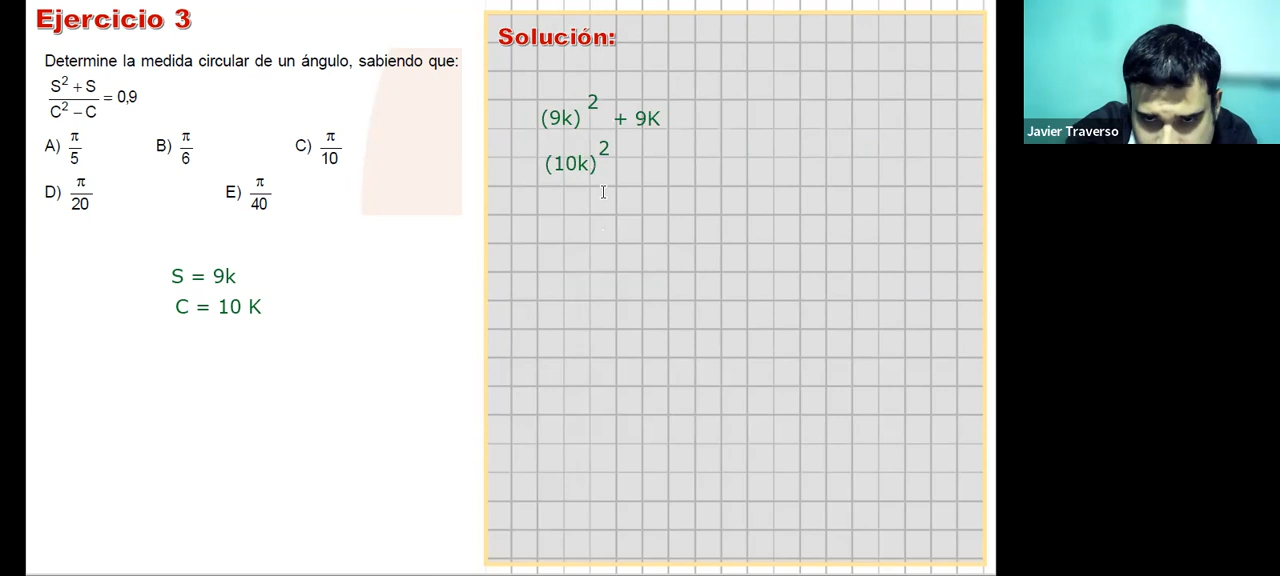 Ejercicio 3
Determine la medida circular de un ángulo, sabiendo que:
S² + S
C² − C
= 0,9
A) π/5 B) π/6 C) π/10
D) π/20 E) π/40
S = 9k
C = 10 K
Solución:
(9k)² + 9K
(10k)²
Javier Traverso